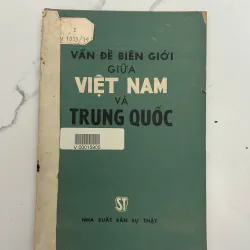 VẤN ĐỀ BIÊN GIỚI
GIỮA
VIỆT NAM
VÀ
TRUNG QUỐC
ST
NHÀ XUẤT BẢN SỰ THẬT